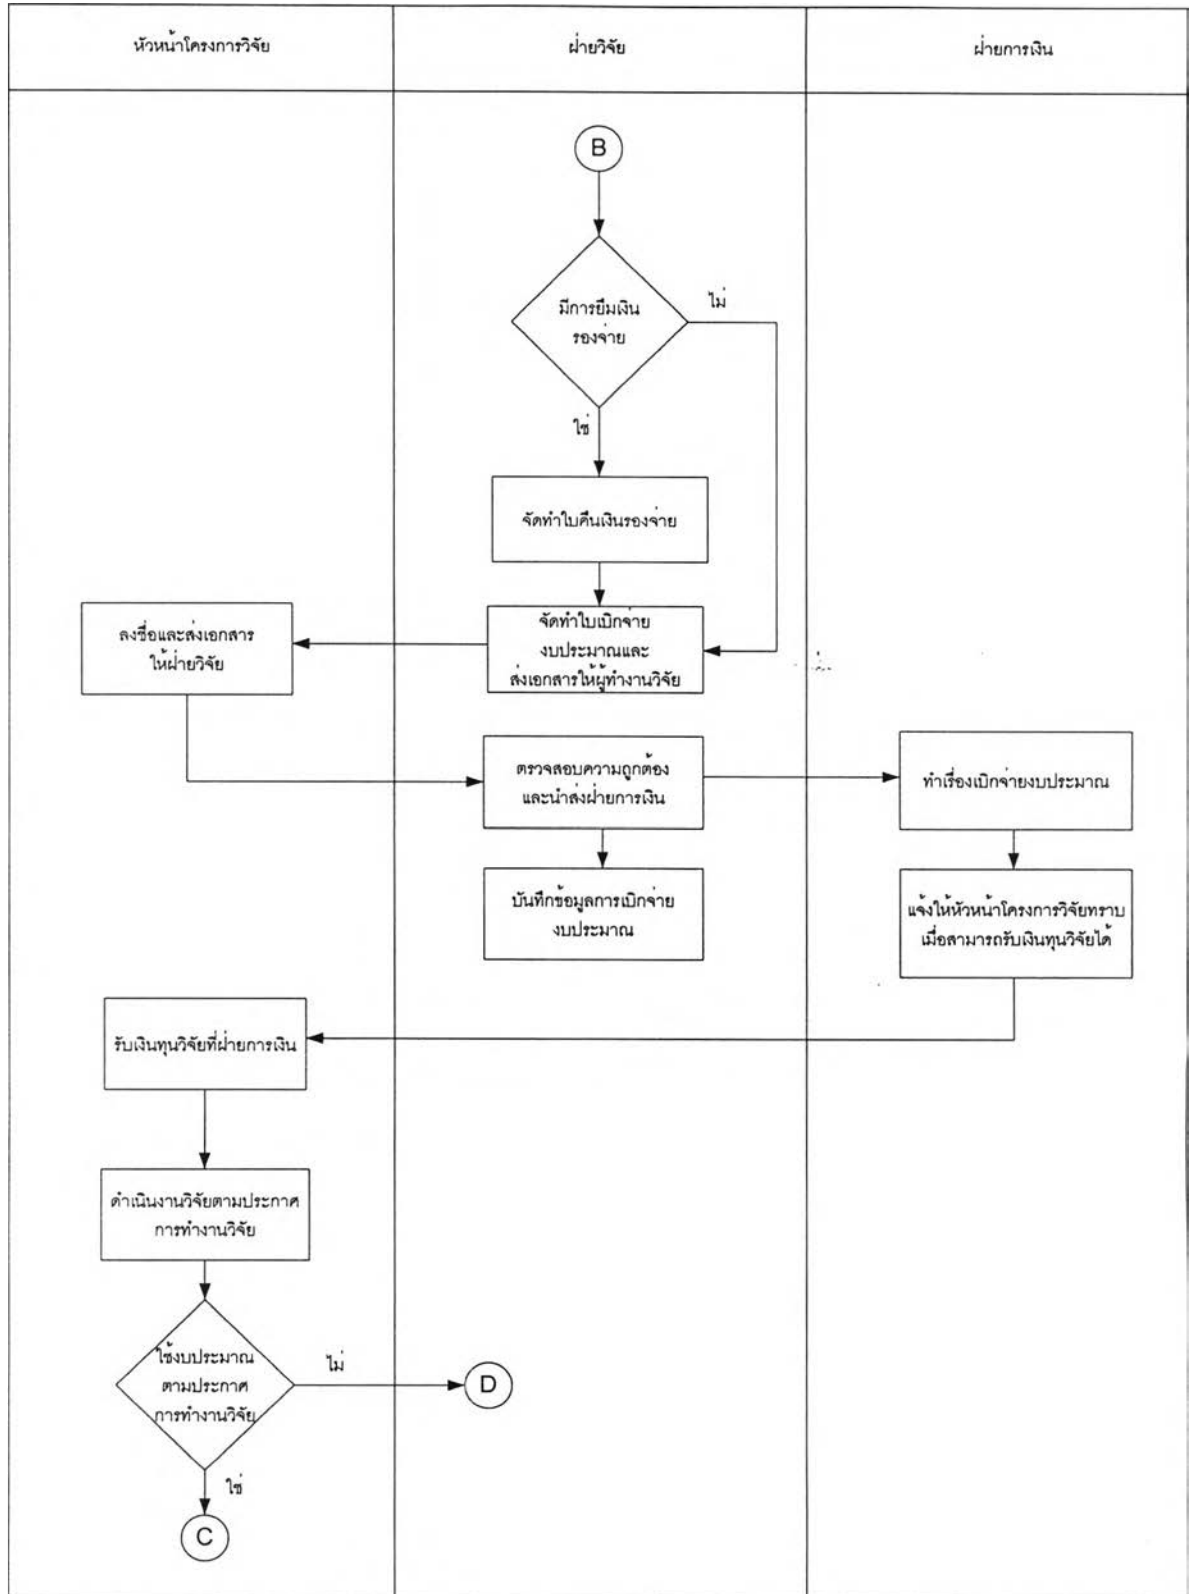 หัวหน้าโครงการวิจัย
ฝ่ายวิจัย
ฝ่ายการเงิน
B
มีการยืมเงิน
รองจ่าย
ไม่
ใช่
จัดทำใบคืนเงินรองจ่าย
จัดทำใบเบิกจ่าย
งบประมาณและ
ส่งเอกสารให้ผู้ทำงานวิจัย
ลงชื่อและส่งเอกสาร
ให้ฝ่ายวิจัย
ตรวจสอบความถูกต้อง
และนำส่งฝ่ายการเงิน
ทำเรื่องเบิกจ่ายงบประมาณ
บันทึกข้อมูลการเบิกจ่าย
งบประมาณ
แจ้งให้หัวหน้าโครงการวิจัยทราบ
เมื่อสามารถรับเงินทุนวิจัยได้
รับเงินทุนวิจัยที่ฝ่ายการเงิน
ดำเนินงานวิจัยตามประกาศ
การทำงานวิจัย
ใช้งบประมาณ
ตามประกาศ
การทำงานวิจัย
ไม่
D
ใช่
C